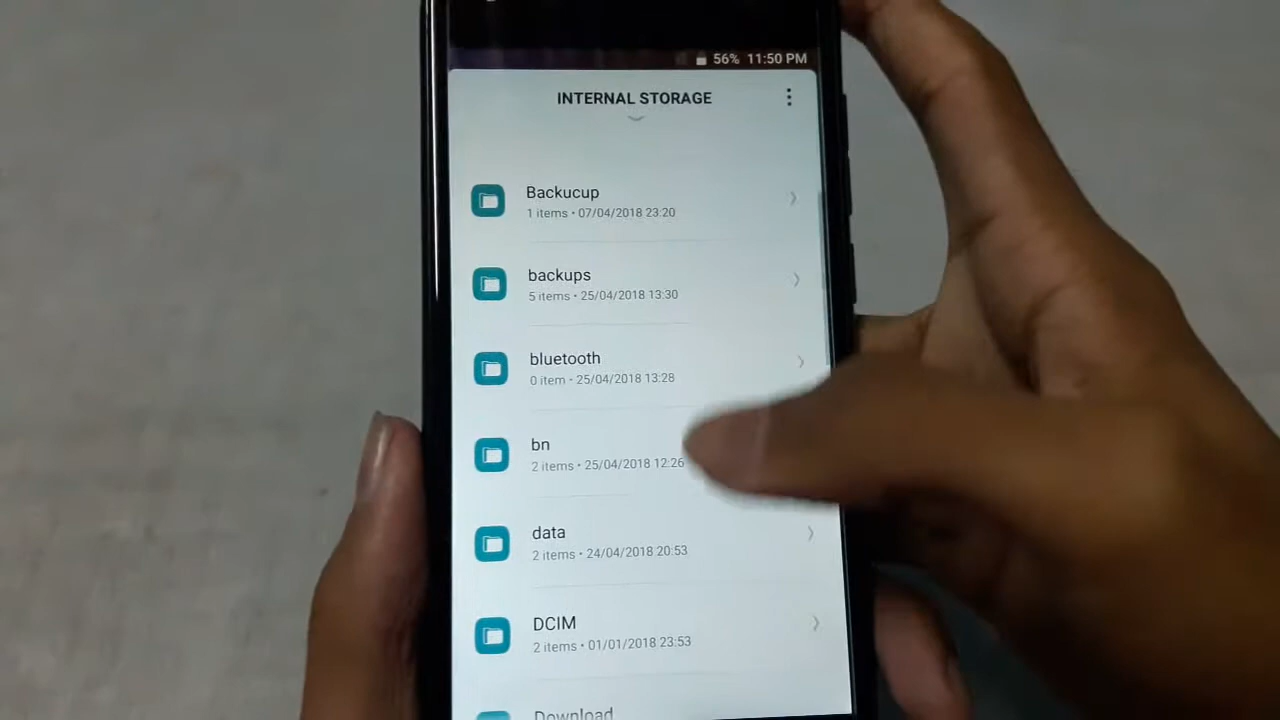 56% 11:50 PM
INTERNAL STORAGE
Backucup
1 items • 07/04/2018 23:20
backups
5 items • 25/04/2018 13:30
bluetooth
0 item • 25/04/2018 13:28
bn
2 items • 25/04/2018 12:26
data
2 items • 24/04/2018 20:53
DCIM
2 items • 01/01/2018 23:53
Download